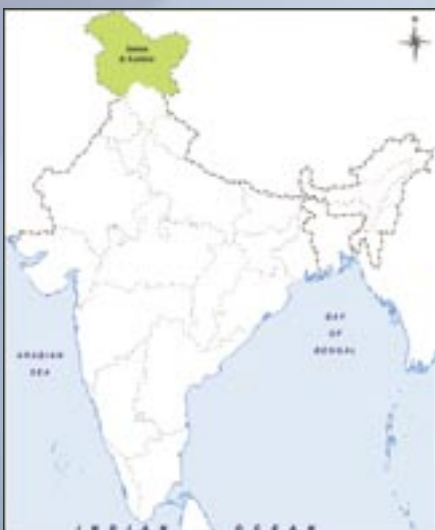 N
Jammu
& Kashmir
BAY
OF
BENGAL
ARABIAN
SEA
INDIAN OCEAN